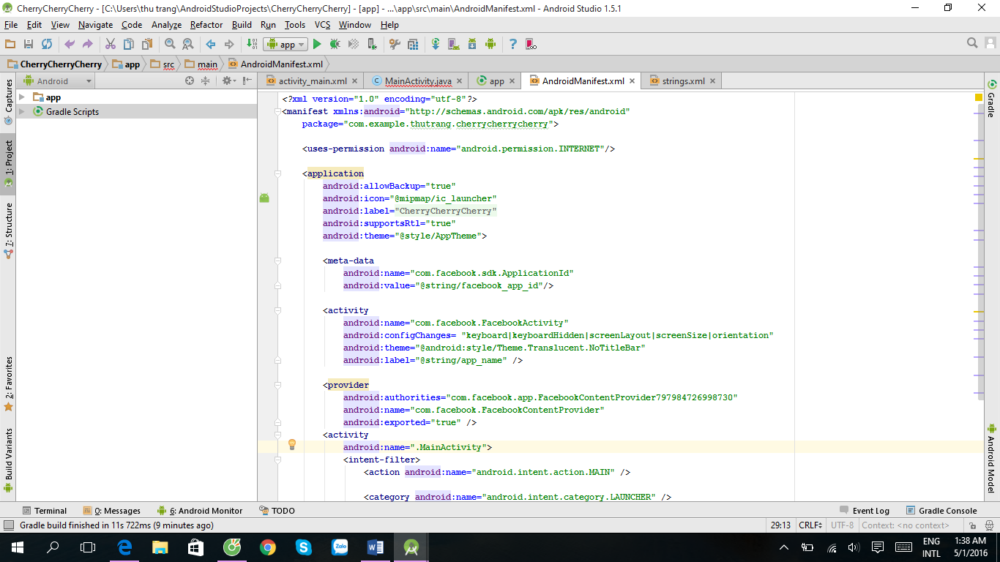 CherryCherryCherry - [C:\Users\thu trang\AndroidStudioProjects\CherryCherryCherry] - [app] - ...\app\src\main\AndroidManifest.xml - Android Studio 1.5.1
File Edit View Navigate Code Analyze Refactor Build Run Tools VCS Window Help
app
CherryCherryCherry app src main AndroidManifest.xml
Android
activity_main.xml MainActivity.java app AndroidManifest.xml strings.xml
app
Gradle Scripts
Captures
1: Project
7: Structure
2: Favorites
Build Variants
<?xml version="1.0" encoding="utf-8"?>
<manifest xmlns:android="http://schemas.android.com/apk/res/android"
package="com.example.thutrang.cherrycherrycherry">
<uses-permission android:name="android.permission.INTERNET"/>
<application
android:allowBackup="true"
android:icon="@mipmap/ic_launcher"
android:label="CherryCherryCherry"
android:supportsRtl="true"
android:theme="@style/AppTheme">
<meta-data
android:name="com.facebook.sdk.ApplicationId"
android:value="@string/facebook_app_id"/>
<activity
android:name="com.facebook.FacebookActivity"
android:configChanges= "keyboard|keyboardHidden|screenLayout|screenSize|orientation"
android:theme="@android:style/Theme.Translucent.NoTitleBar"
android:label="@string/app_name" />
<provider
android:authorities="com.facebook.app.FacebookContentProvider797984726998730"
android:name="com.facebook.FacebookContentProvider"
android:exported="true" />
<activity
android:name=".MainActivity">
<intent-filter>
<action android:name="android.intent.action.MAIN" />
<category android:name="android.intent.category.LAUNCHER" />
Gradle
Android Model
Terminal 0: Messages 6: Android Monitor TODO Event Log Gradle Console
Gradle build finished in 11s 722ms (9 minutes ago) 29:13 CRLF UTF-8 Context: <no context>
Zalo
ENG
INTL
1:38 AM
5/1/2016